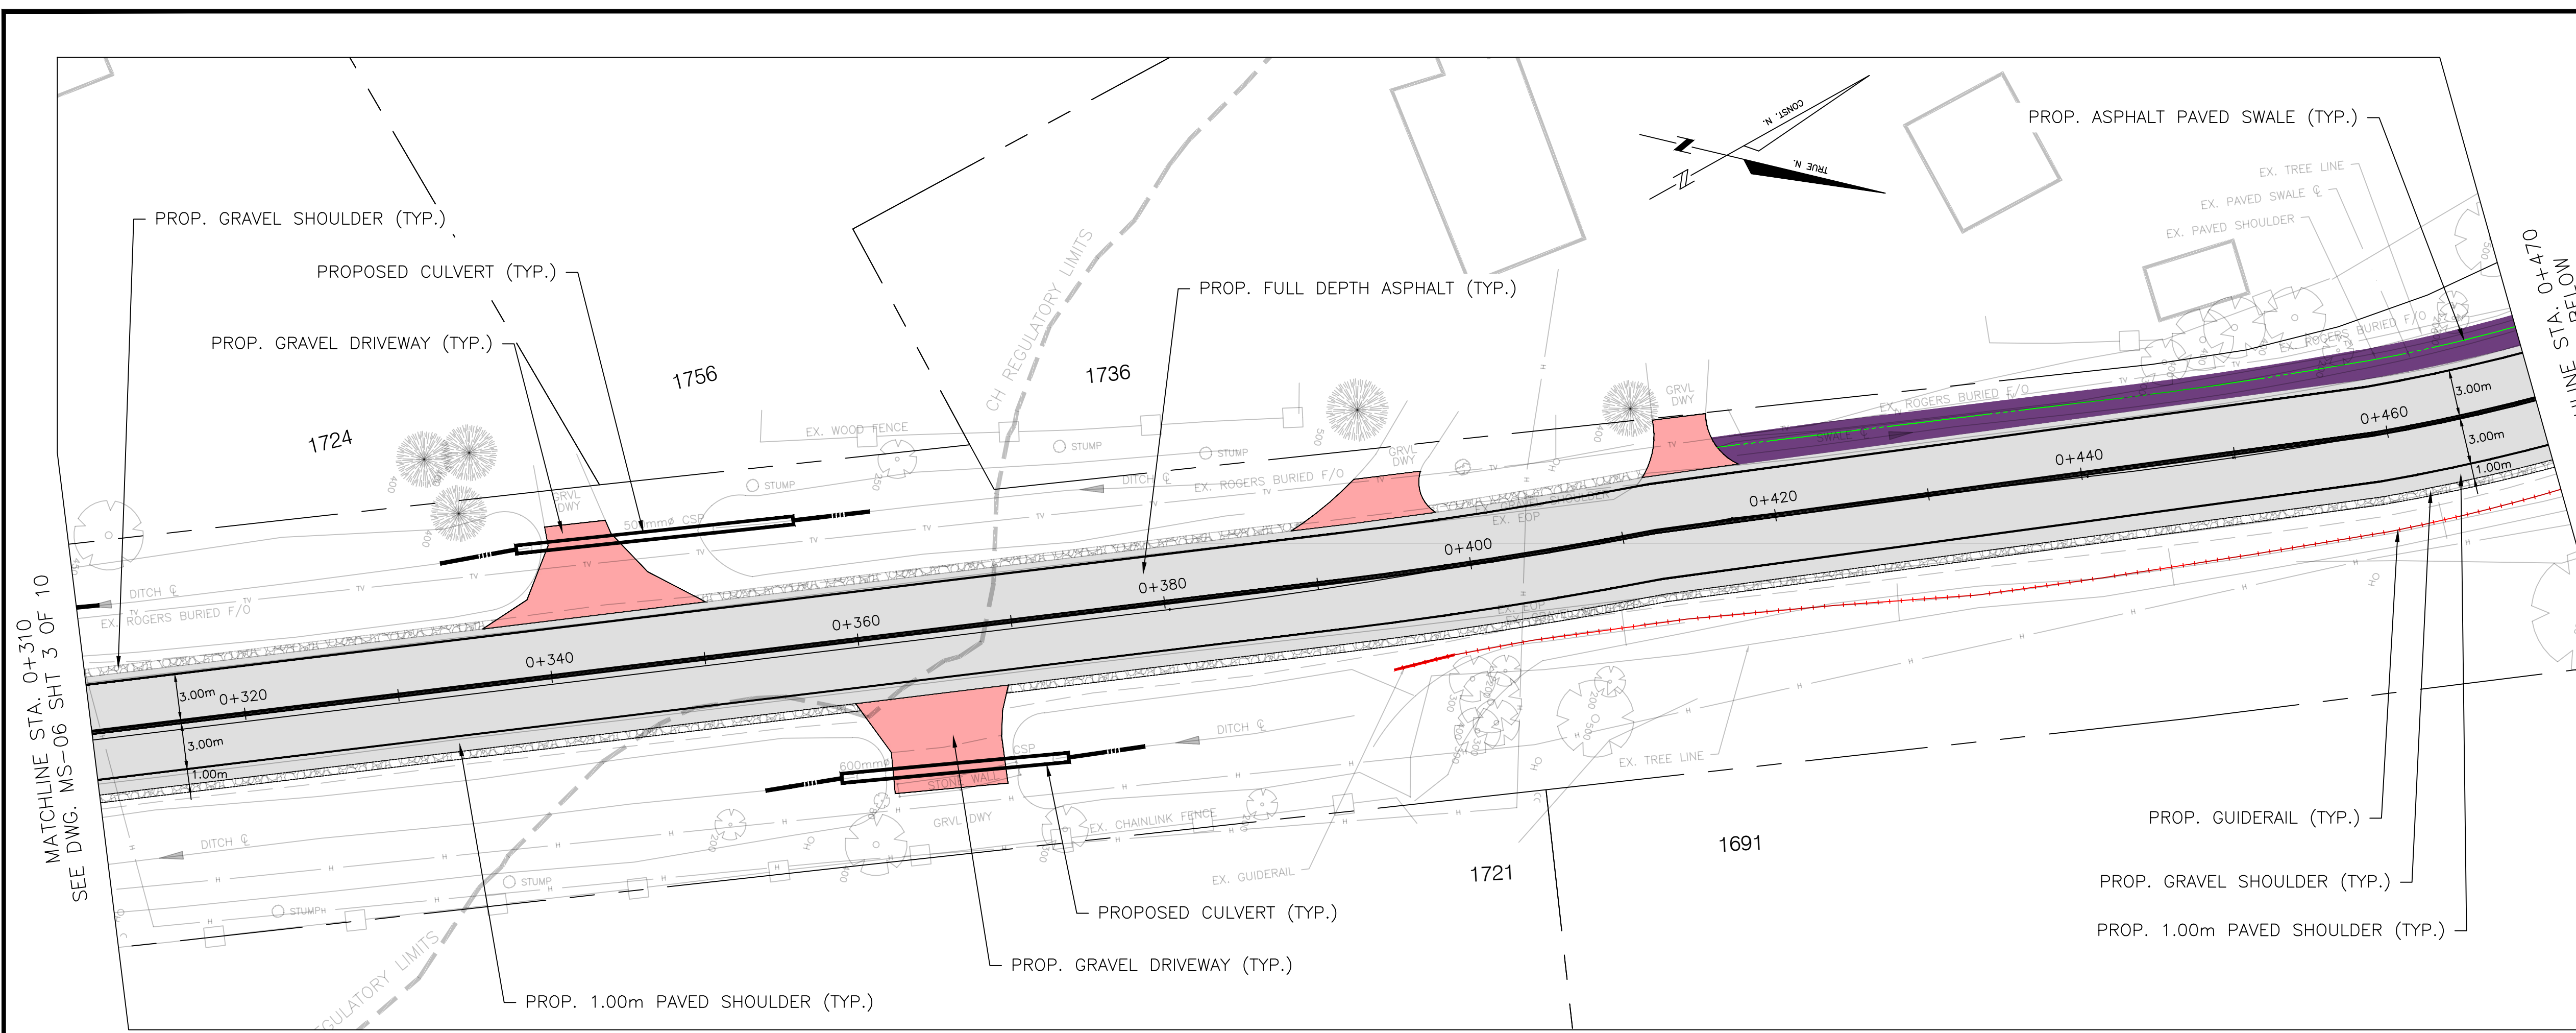 CONST. N.
TRUE N.
N
N
PROP. ASPHALT PAVED SWALE (TYP.)
EX. TREE LINE
EX. PAVED SWALE ℄
EX. PAVED SHOULDER
PROP. GRAVEL SHOULDER (TYP.)
PROPOSED CULVERT (TYP.)
PROP. GRAVEL DRIVEWAY (TYP.)
PROP. FULL DEPTH ASPHALT (TYP.)
CH REGULATORY LIMITS
1724
1756
1736
EX. WOOD FENCE
STUMP
STUMP
STUMP
GRVL
DWY
GRVL
DWY
GRVL
DWY
500mmø CSP
DITCH ℄
EX. ROGERS BURIED F/O
DITCH ℄
EX. ROGERS BURIED F/O
EX. ROGERS BURIED F/O
EX. ROGERS BURIED F/O
SWALE ℄
EX. EOP
EX. EOP
MATCHLINE STA. 0+310
SEE DWG. MS-06 SHT 3 OF 10
STA. 0+470
0+320
0+340
0+360
0+380
0+400
0+420
0+440
0+460
3.00m
3.00m
1.00m
3.00m
3.00m
1.00m
600mmø CSP
STONE WALL
GRVL DWY
EX. CHAINLINK FENCE
DITCH ℄
DITCH ℄
STUMP
STUMP
EX. GUIDERAIL
EX. TREE LINE
1721
1691
PROPOSED CULVERT (TYP.)
PROP. GRAVEL DRIVEWAY (TYP.)
PROP. 1.00m PAVED SHOULDER (TYP.)
PROP. GUIDERAIL (TYP.)
PROP. GRAVEL SHOULDER (TYP.)
PROP. 1.00m PAVED SHOULDER (TYP.)
LIMITS